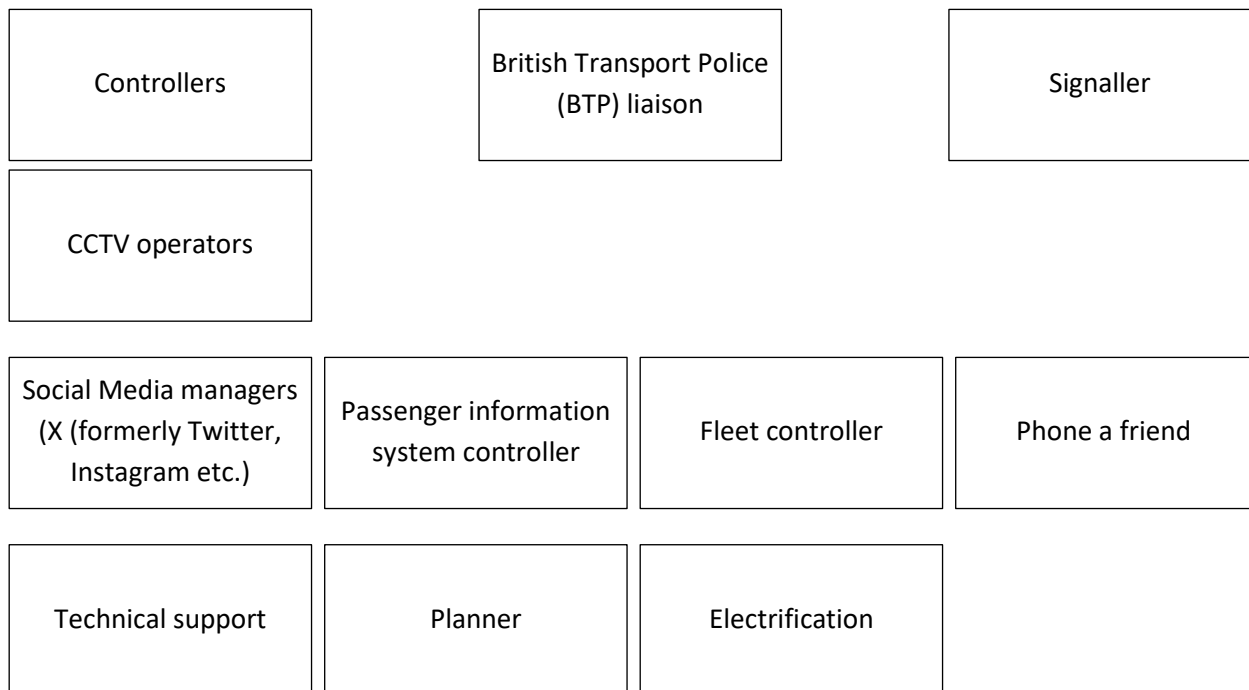 Controllers
British Transport Police
(BTP) liaison
Signaller
CCTV operators
Social Media managers
(X (formerly Twitter,
Instagram etc.)
Passenger information
system controller
Fleet controller
Phone a friend
Technical support
Planner
Electrification